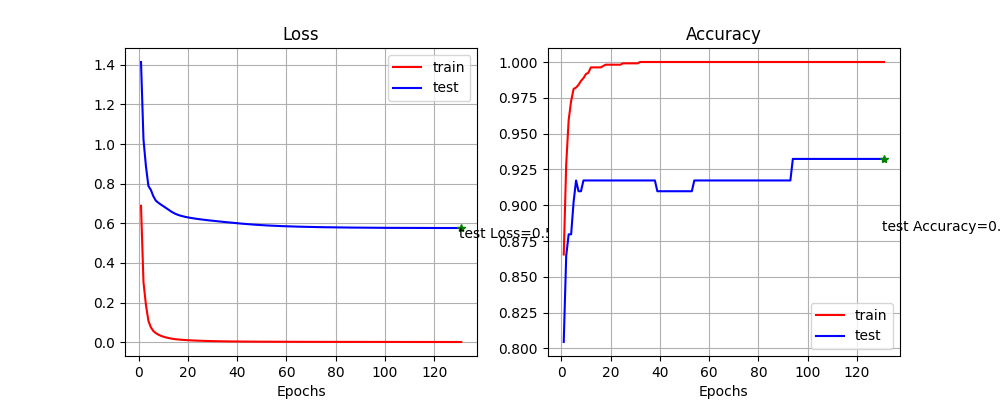 Loss
1.4
1.2
1.0
0.8
0.6
0.4
0.2
0.0
0 20 40 60 80 100 120
Epochs
train
test
test Loss=0.5
Accuracy
1.000
0.975
0.950
0.925
0.900
0.875
0.850
0.825
0.800
0 20 40 60 80 100 120
Epochs
test Accuracy=0.
train
test